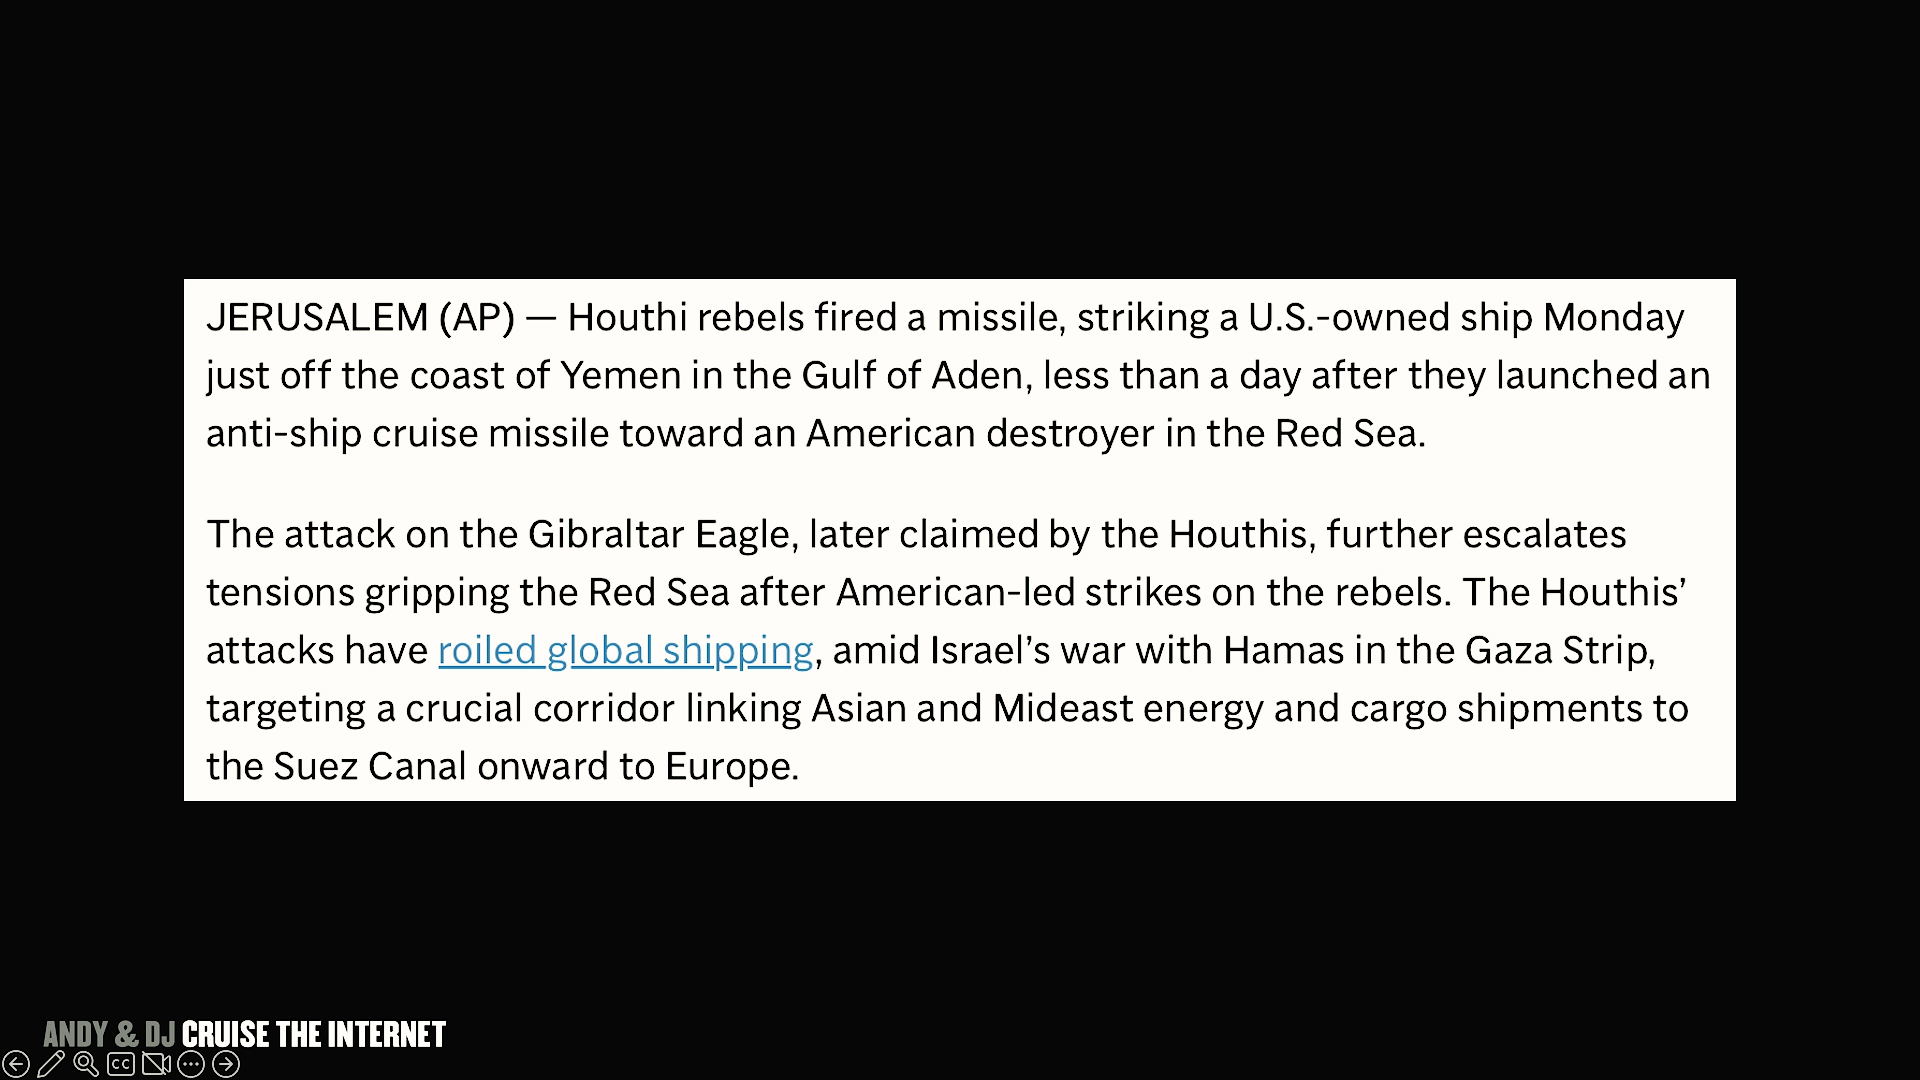 JERUSALEM (AP) — Houthi rebels fired a missile, striking a U.S.-owned ship Monday
just off the coast of Yemen in the Gulf of Aden, less than a day after they launched an
anti-ship cruise missile toward an American destroyer in the Red Sea.
The attack on the Gibraltar Eagle, later claimed by the Houthis, further escalates
tensions gripping the Red Sea after American-led strikes on the rebels. The Houthis’
attacks have roiled global shipping, amid Israel’s war with Hamas in the Gaza Strip,
targeting a crucial corridor linking Asian and Mideast energy and cargo shipments to
the Suez Canal onward to Europe.
ANDY & DJ CRUISE THE INTERNET
CC